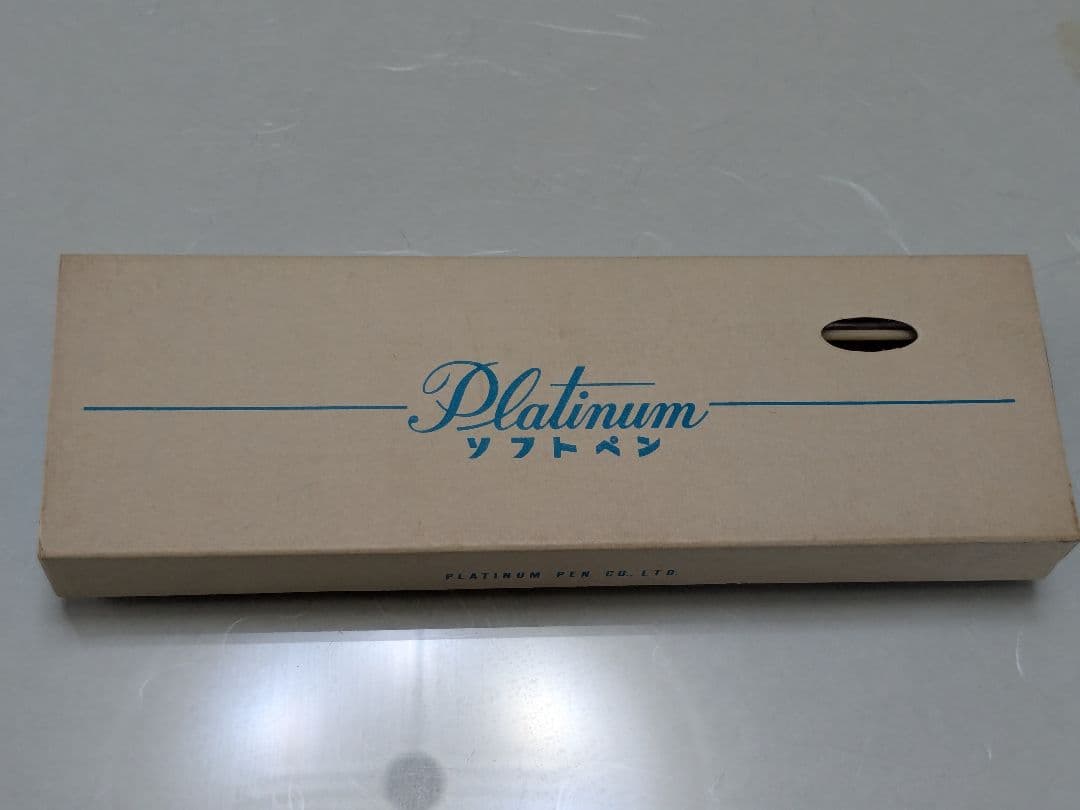 Platinum
ソフトペン
PLATINUM PEN CO., LTD.